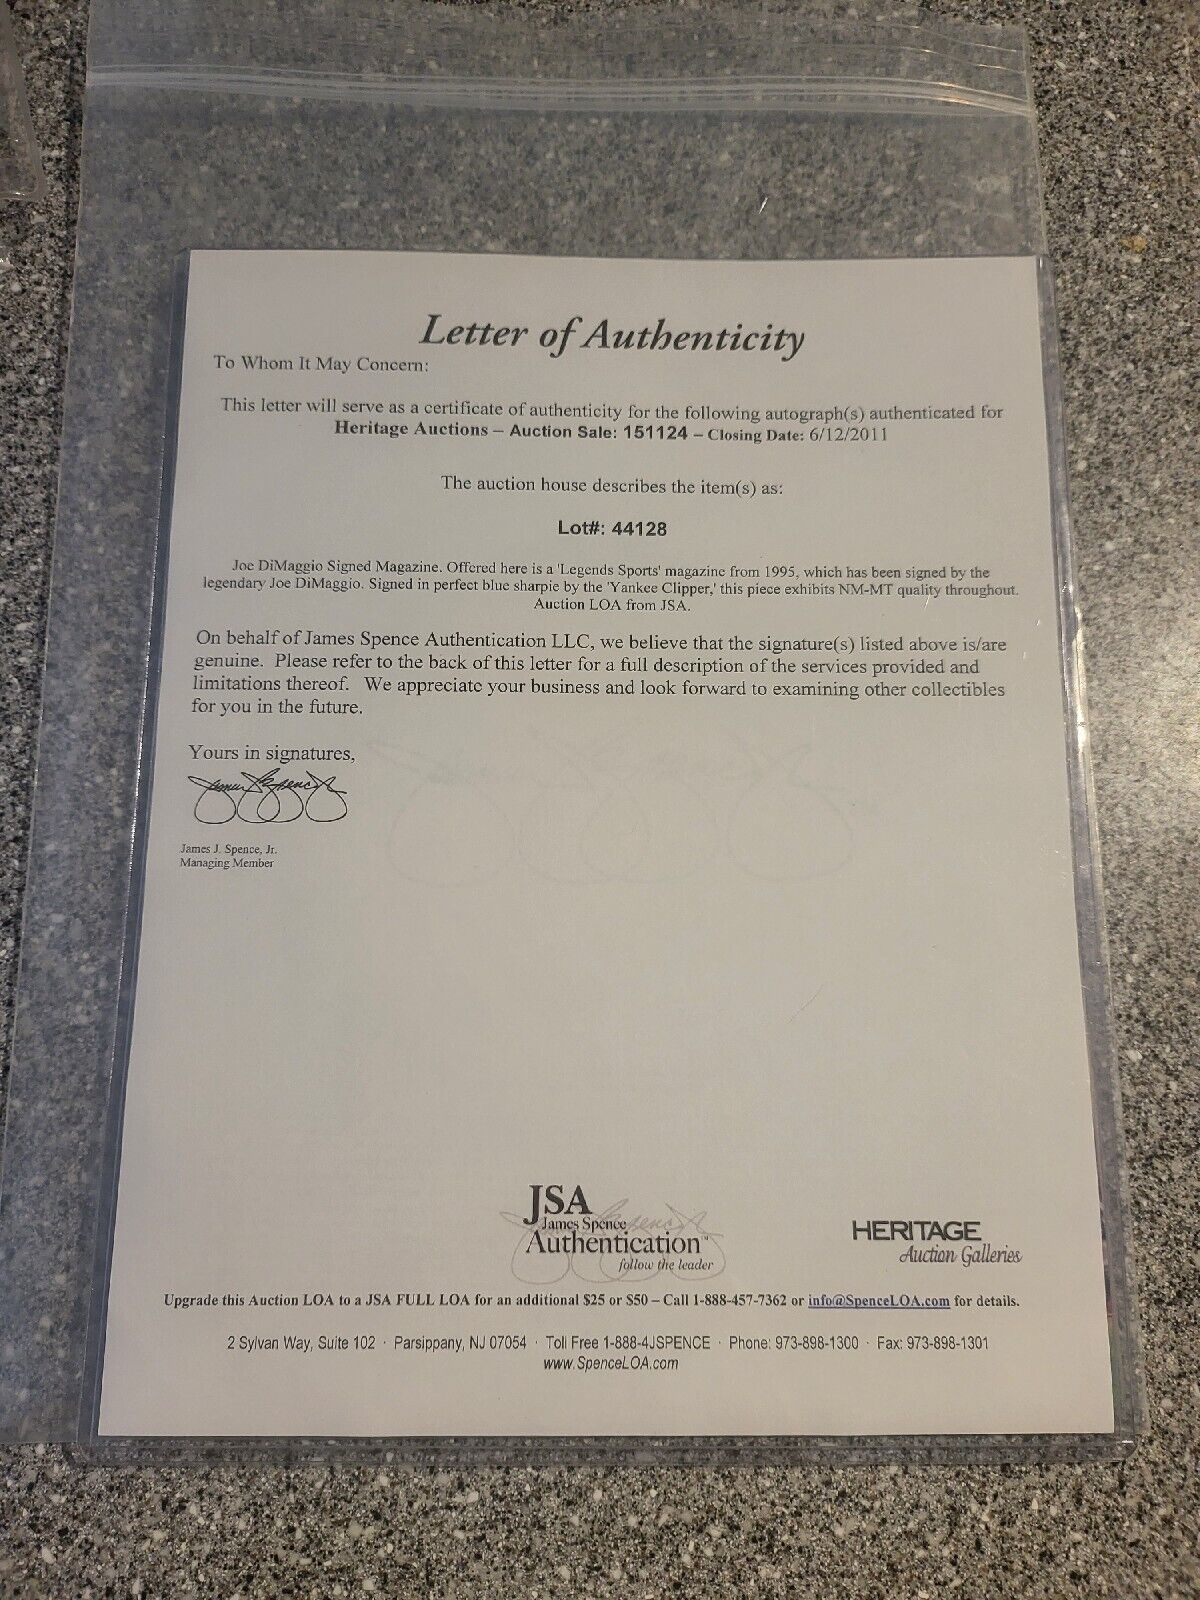 Letter of Authenticity
To Whom It May Concern:
This letter will serve as a certificate of authenticity for the following autograph(s) authenticated for
Heritage Auctions – Auction Sale: 151124 – Closing Date: 6/12/2011
The auction house describes the item(s) as:
Lot#: 44128
Joe DiMaggio Signed Magazine. Offered here is a 'Legends Sports' magazine from 1995, which has been signed by the
legendary Joe DiMaggio. Signed in perfect blue sharpie by the 'Yankee Clipper,' this piece exhibits NM-MT quality throughout.
Auction LOA from JSA.
On behalf of James Spence Authentication LLC, we believe that the signature(s) listed above is/are
genuine. Please refer to the back of this letter for a full description of the services provided and
limitations thereof. We appreciate your business and look forward to examining other collectibles
for you in the future.
Yours in signatures,
James Spence Jr
James J. Spence, Jr.
Managing Member
JSA
James Spence
Authentication™
follow the leader
HERITAGE
Auction Galleries
Upgrade this Auction LOA to a JSA FULL LOA for an additional $25 or $50 – Call 1-888-457-7362 or info@SpenceLOA.com for details.
2 Sylvan Way, Suite 102 · Parsippany, NJ 07054 · Toll Free 1-888-4JSPENCE · Phone: 973-898-1300 · Fax: 973-898-1301
www.SpenceLOA.com